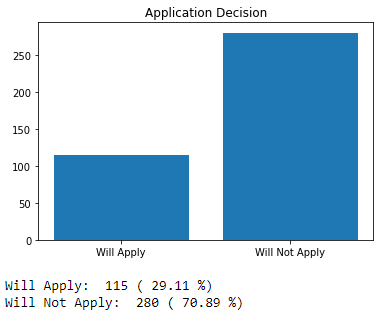 Application Decision
250
200
150
100
50
0
Will Apply
Will Not Apply
Will Apply:  115 ( 29.11 %)
Will Not Apply:  280 ( 70.89 %)